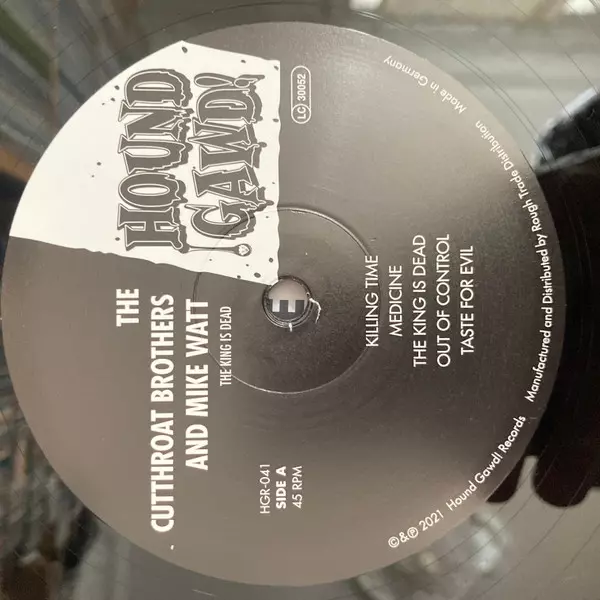 HOUND
GAWD!
LC 30052
THE
CUTTHROAT BROTHERS
AND MIKE WATT
THE KING IS DEAD
HGR-041
SIDE A
45 RPM
KILLING TIME
MEDICINE
THE KING IS DEAD
OUT OF CONTROL
TASTE FOR EVIL
©&℗ 2021 Hound Gawd! Records Manufactured and Distributed by Rough Trade Distribution Made in Germany